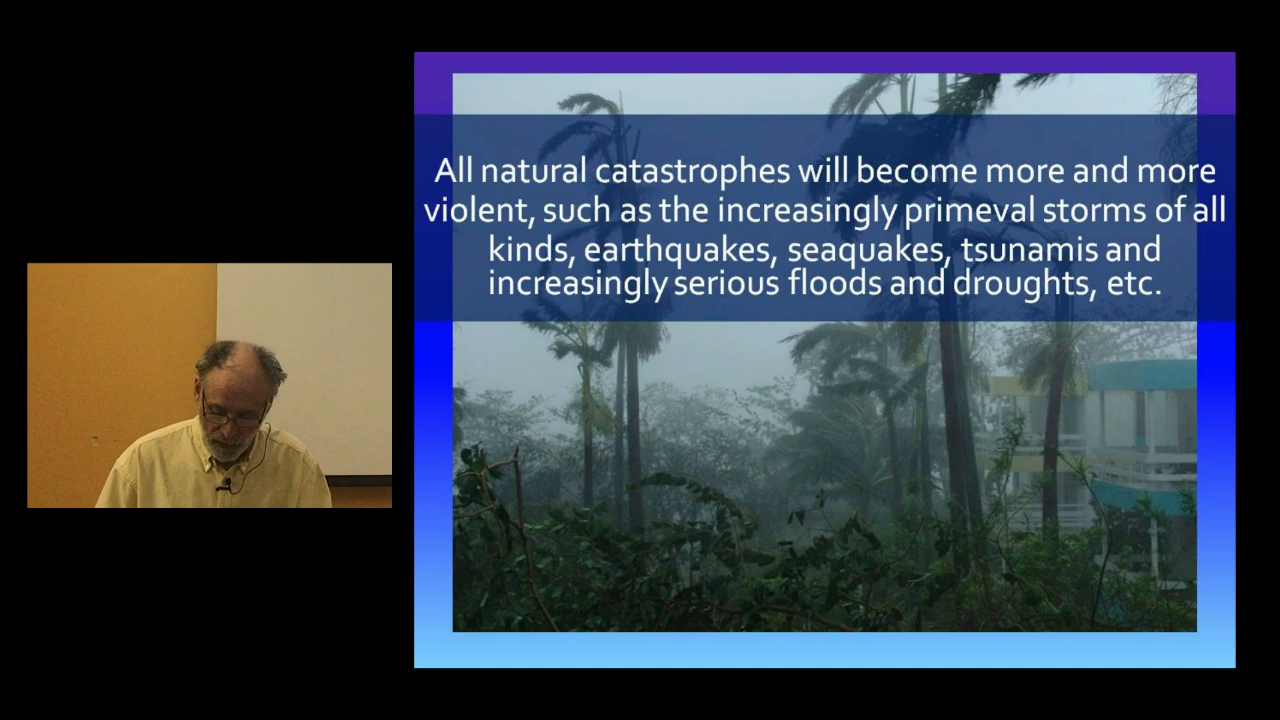 All natural catastrophes will become more and more
violent, such as the increasingly primeval storms of all
kinds, earthquakes, seaquakes, tsunamis and
increasingly serious floods and droughts, etc.